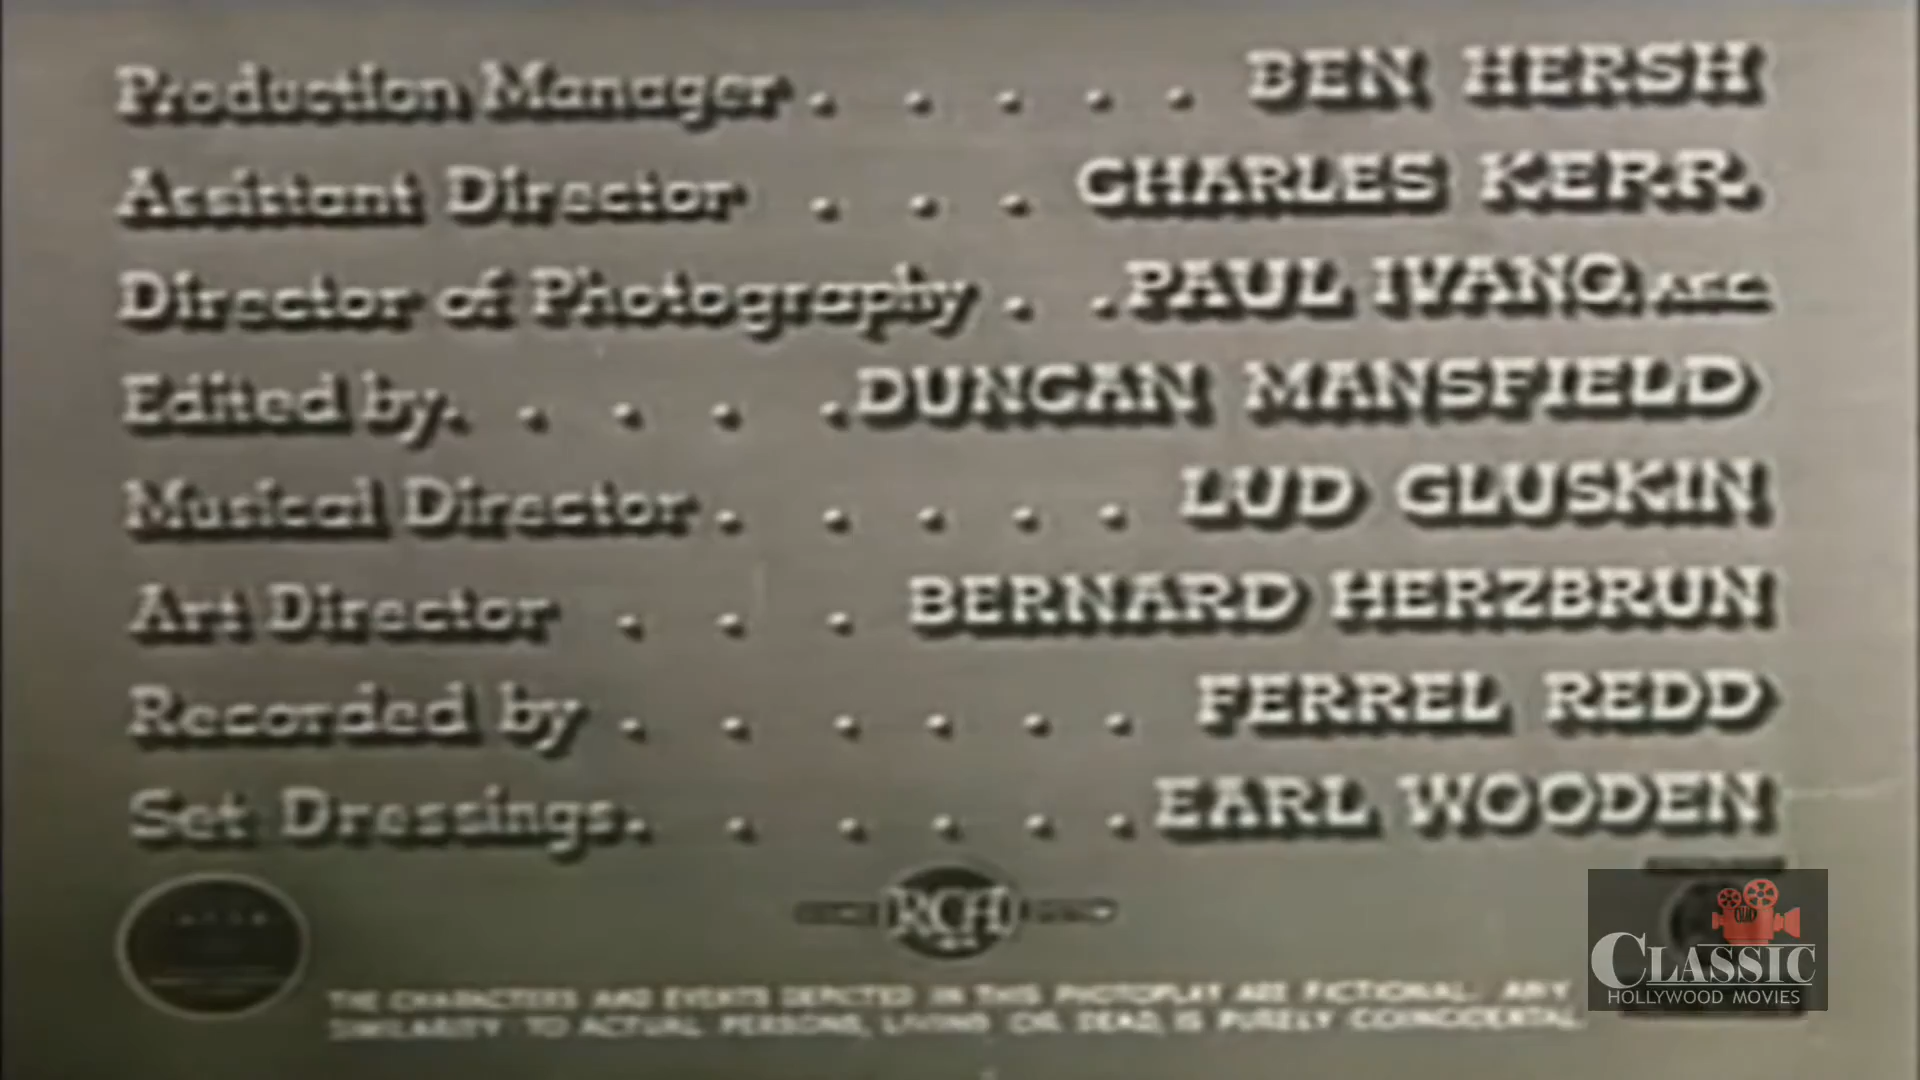 Production Manager . . . . . BEN HERSH
Assistant Director . . . CHARLES KERR
Director of Photography . . PAUL IVANO, A.S.C.
Edited by. . . . . DUNCAN MANSFIELD
Musical Director . . . . . LUD GLUSKIN
Art Director . . . BERNARD HERZBRUN
Recorded by . . . . . . FERREL REDD
Set Dressings. . . . . . EARL WOODEN
RCA
THE CHARACTERS AND EVENTS DEPICTED IN THIS PHOTOPLAY ARE FICTIONAL. ANY
SIMILARITY TO ACTUAL PERSONS, LIVING OR DEAD, IS PURELY COINCIDENTAL.
OLD
CLASSIC
HOLLYWOOD MOVIES